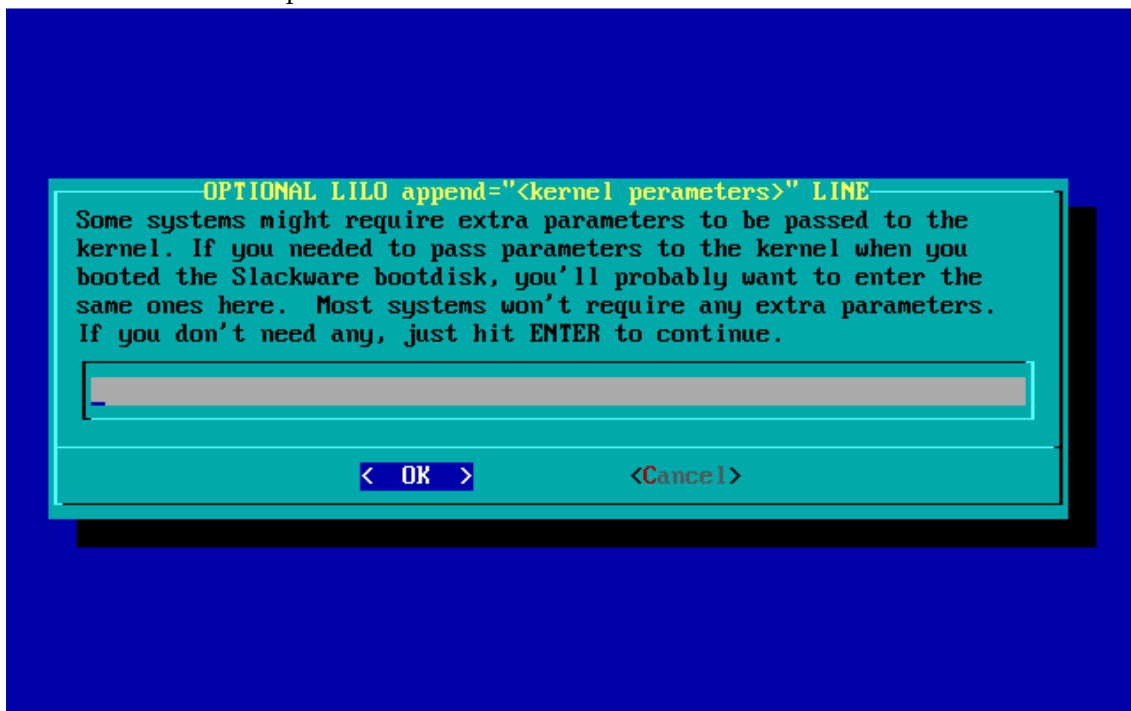 OPTIONAL LILO append="<kernel perameters>" LINE
Some systems might require extra parameters to be passed to the
kernel. If you needed to pass parameters to the kernel when you
booted the Slackware bootdisk, you'll probably want to enter the
same ones here.  Most systems won't require any extra parameters.
If you don't need any, just hit ENTER to continue.
< OK > <Cancel>